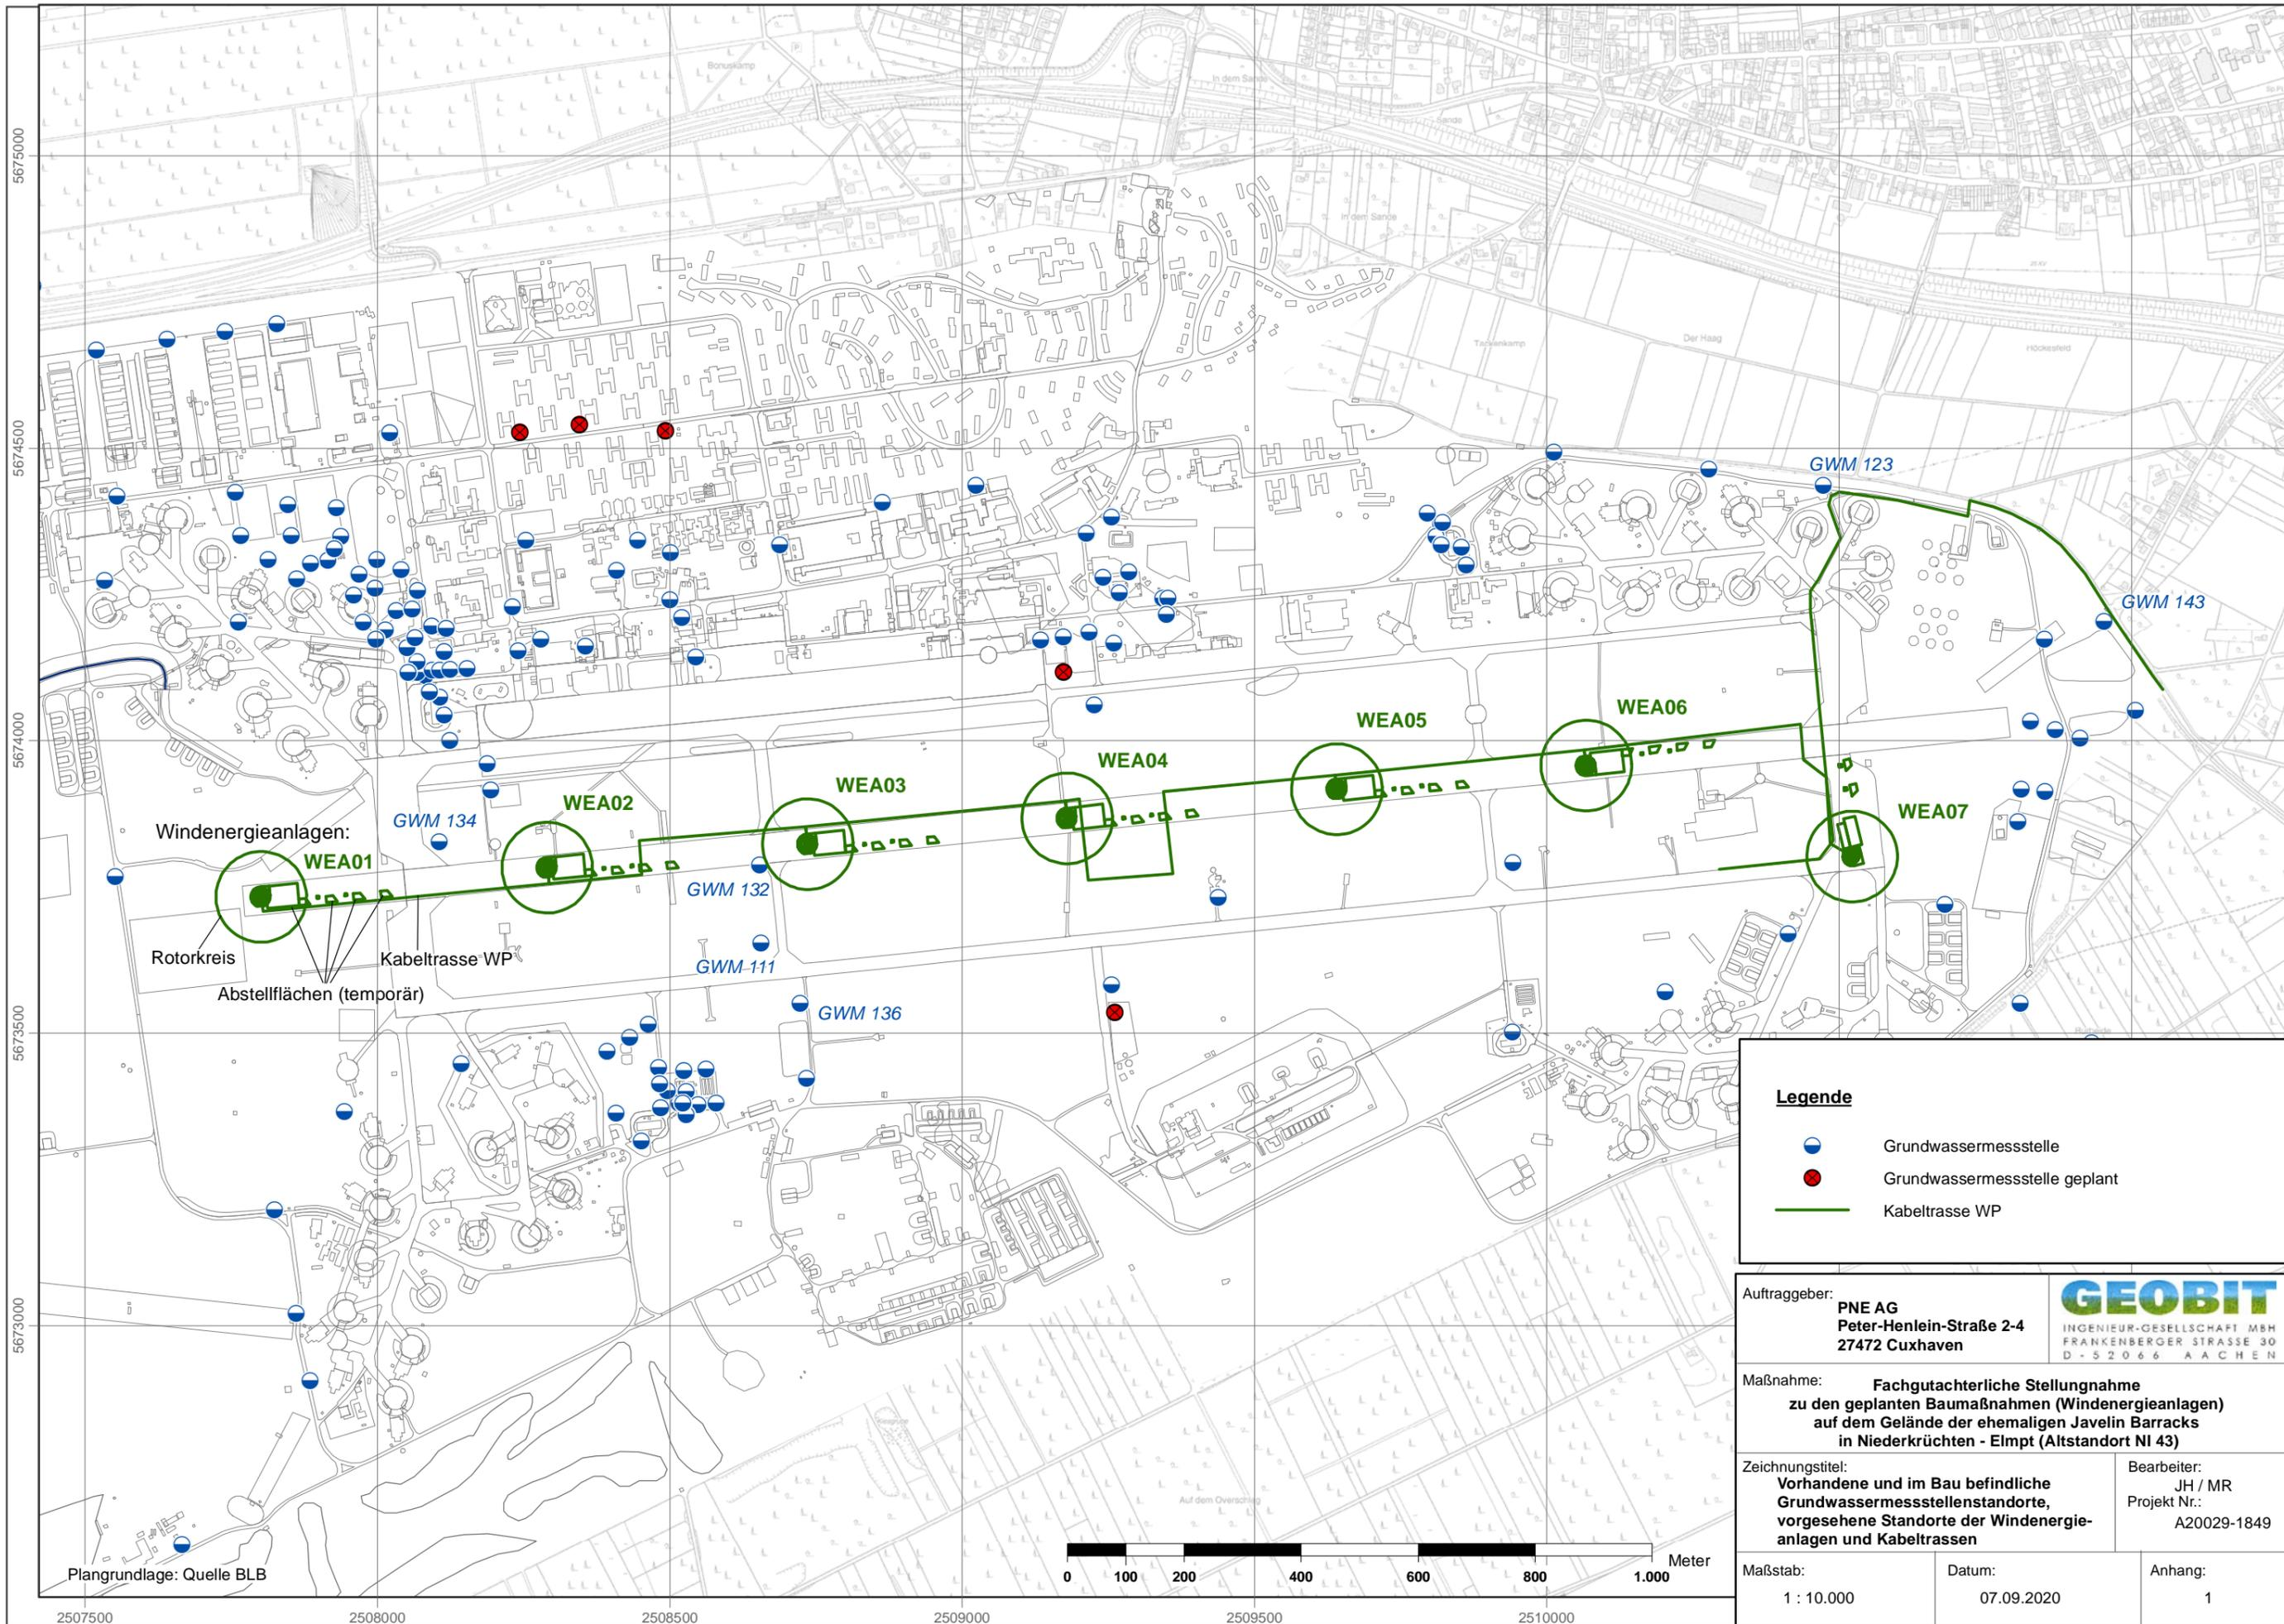 Bonuskamp
In dem Sande
Sande
In dem Sande
Tackenkamp
Der Haag
Höckesfeld
5675000
5674500
5674000
5673500
5673000
GWM 123
GWM 143
WEA06
WEA05
WEA04
WEA03
WEA02
GWM 134
Windenergieanlagen:
WEA01
WEA07
GWM 132
Rotorkreis
Kabeltrasse WP
GWM 111
Abstellflächen (temporär)
GWM 136
Auf dem Overschlag
Plangrundlage: Quelle BLB
0 100 200 400 600 800 1.000
Meter
2507500 2508000 2508500 2509000 2509500 2510000
Legende
Grundwassermessstelle
Grundwassermessstelle geplant
Kabeltrasse WP
Auftraggeber:
PNE AG
Peter-Henlein-Straße 2-4
27472 Cuxhaven
GEOBIT
INGENIEUR-GESELLSCHAFT MBH
FRANKENBERGER STRASSE 30
D-52066 AACHEN
Maßnahme:
Fachgutachterliche Stellungnahme
zu den geplanten Baumaßnahmen (Windenergieanlagen)
auf dem Gelände der ehemaligen Javelin Barracks
in Niederkrüchten - Elmpt (Altstandort NI 43)
Zeichnungstitel:
Vorhandene und im Bau befindliche
Grundwassermessstellenstandorte,
vorgesehene Standorte der Windenergie-
anlagen und Kabeltrassen
Bearbeiter:
JH / MR
Projekt Nr.:
A20029-1849
Maßstab:
1 : 10.000
Datum:
07.09.2020
Anhang:
1